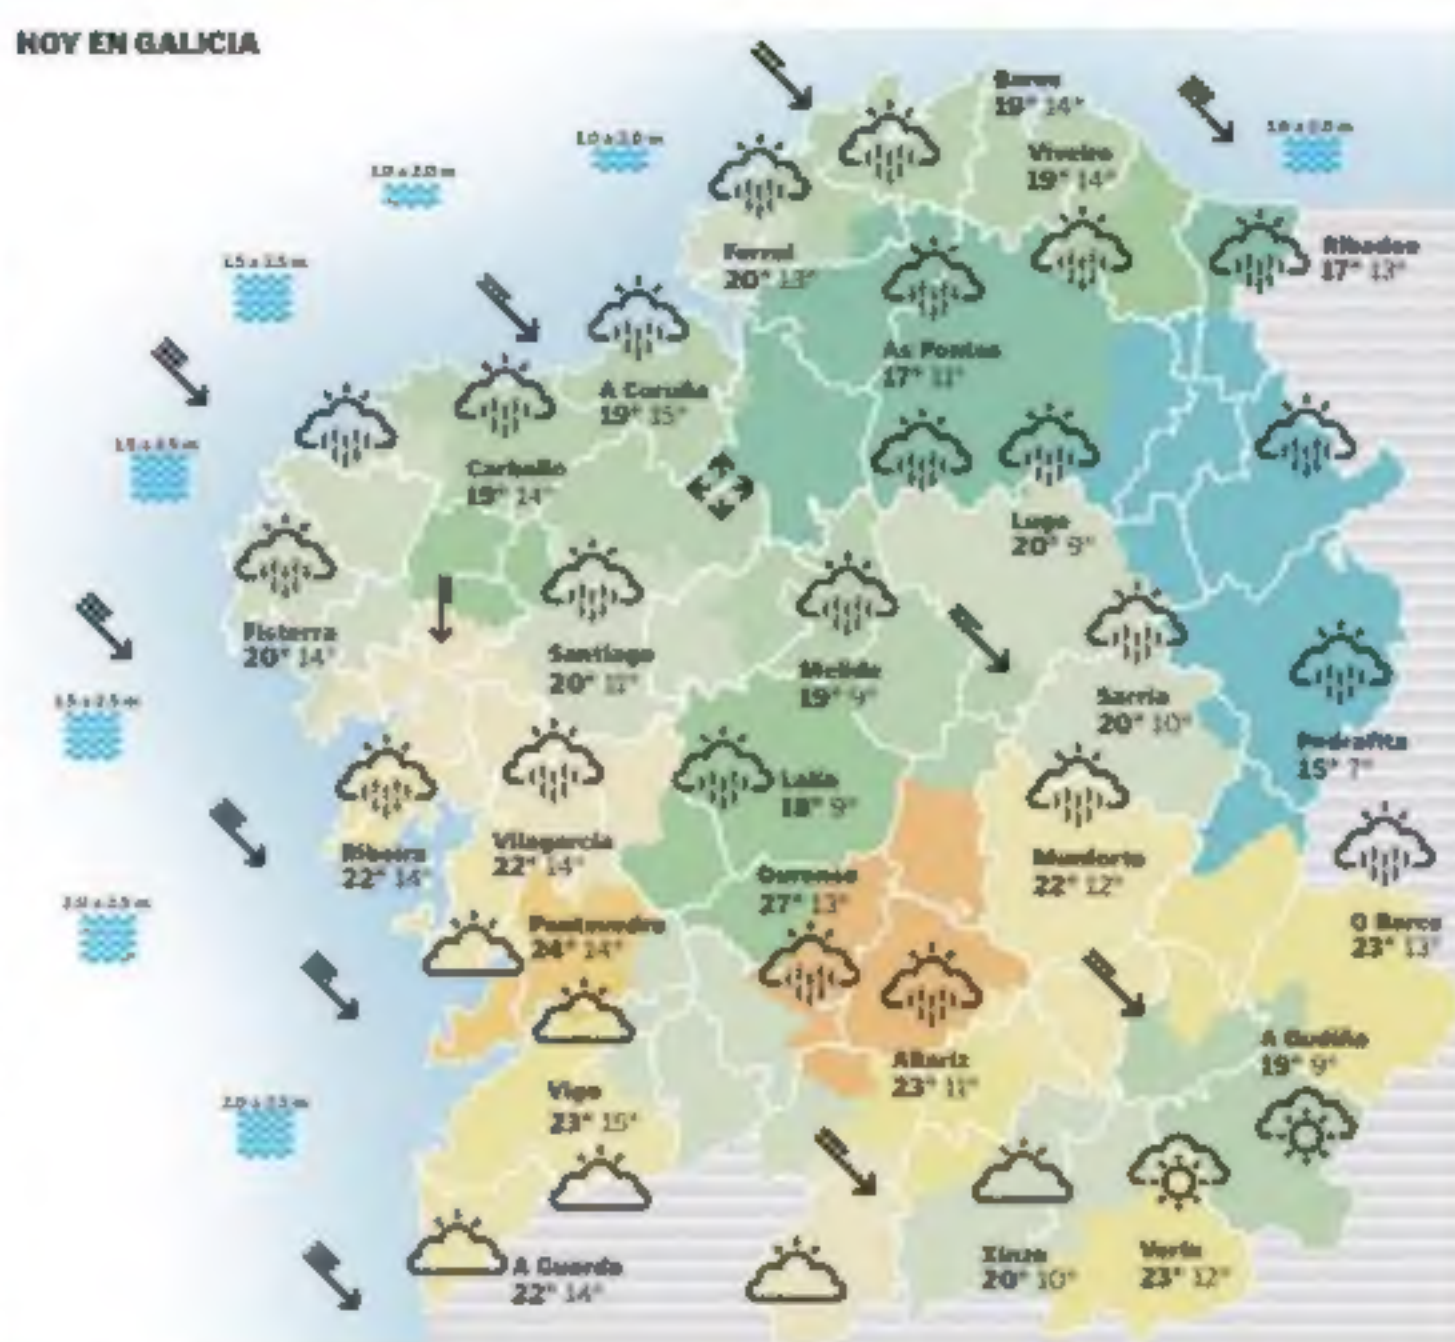 HOY EN GALICIA
Bares
19° 14°
Viveiro
19° 14°
Ferrol
20° 13°
Ribadeo
17° 13°
As Pontes
17° 11°
A Coruña
19° 15°
Carballo
19° 14°
Lugo
20° 9°
Fisterra
20° 14°
Santiago
20° 11°
Melide
19° 9°
Sarria
20° 10°
Pedrafita
15° 7°
Lalín
18° 9°
Ribeira
22° 14°
Vilagarcía
22° 14°
Monforte
22° 12°
Ourense
27° 13°
Pontevedra
24° 14°
O Barco
23° 13°
Allariz
23° 11°
A Gudiña
19° 9°
Vigo
23° 15°
A Guarda
22° 14°
Xinzo
20° 10°
Verín
23° 12°